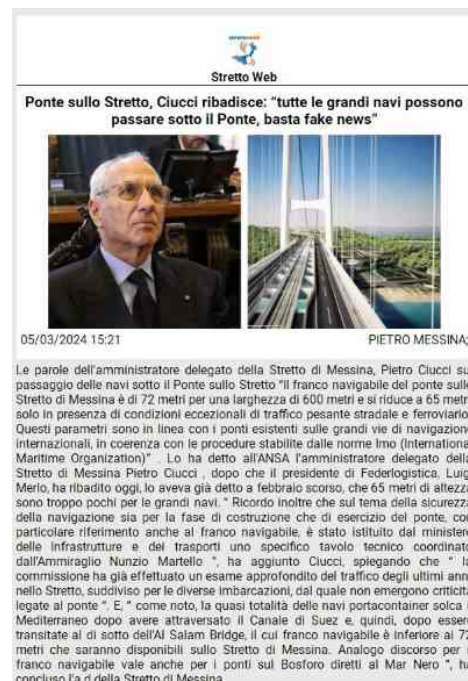 Stretto Web
Ponte sullo Stretto, Ciucci ribadisce: “tutte le grandi navi possono
passare sotto il Ponte, basta fake news”
05/03/2024 15:21
PIETRO MESSINA;
Le parole dell'amministratore delegato della Stretto di Messina, Pietro Ciucci su
passaggio delle navi sotto il Ponte sullo Stretto "Il franco navigabile del ponte sullo
Stretto di Messina è di 72 metri per una larghezza di 600 metri e si riduce a 65 metri
solo in presenza di condizioni eccezionali di traffico pesante stradale e ferroviario
Questi parametri sono in linea con i ponti esistenti sulle grandi vie di navigazione
internazionali, in coerenza con le procedure stabilite dalle norme Imo (International
Maritime Organization)" . Lo ha detto all'ANSA l'amministratore delegato della
Stretto di Messina Pietro Ciucci , dopo che il presidente di Federlogistica, Luigi
Merlo, ha ribadito oggi, lo aveva già detto a febbraio scorso, che 65 metri di altezza
sono troppo pochi per le grandi navi. " Ricordo inoltre che sul tema della sicurezza
della navigazione sia per la fase di costruzione che di esercizio del ponte, con
particolare riferimento anche al franco navigabile, è stato istituito dal ministero
delle Infrastrutture e dei trasporti uno specifico tavolo tecnico coordinato
dall'Ammiraglio Nunzio Martello ", ha aggiunto Ciucci, spiegando che " la
commissione ha già effettuato un esame approfondito del traffico degli ultimi anni
nello Stretto, suddiviso per le diverse imbarcazioni, dal quale non emergono criticità
legate al ponte ". E, " come noto, la quasi totalità delle navi portacontainer solca i
Mediterraneo dopo avere attraversato il Canale di Suez e, quindi, dopo essere
transitate al di sotto dell'Al Salam Bridge, il cui franco navigabile è inferiore ai 72
metri che saranno disponibili sullo Stretto di Messina. Analogo discorso per i
franco navigabile vale anche per i ponti sul Bosforo diretti al Mar Nero ", ha
concluso l'a.d della Stretto di Messina.